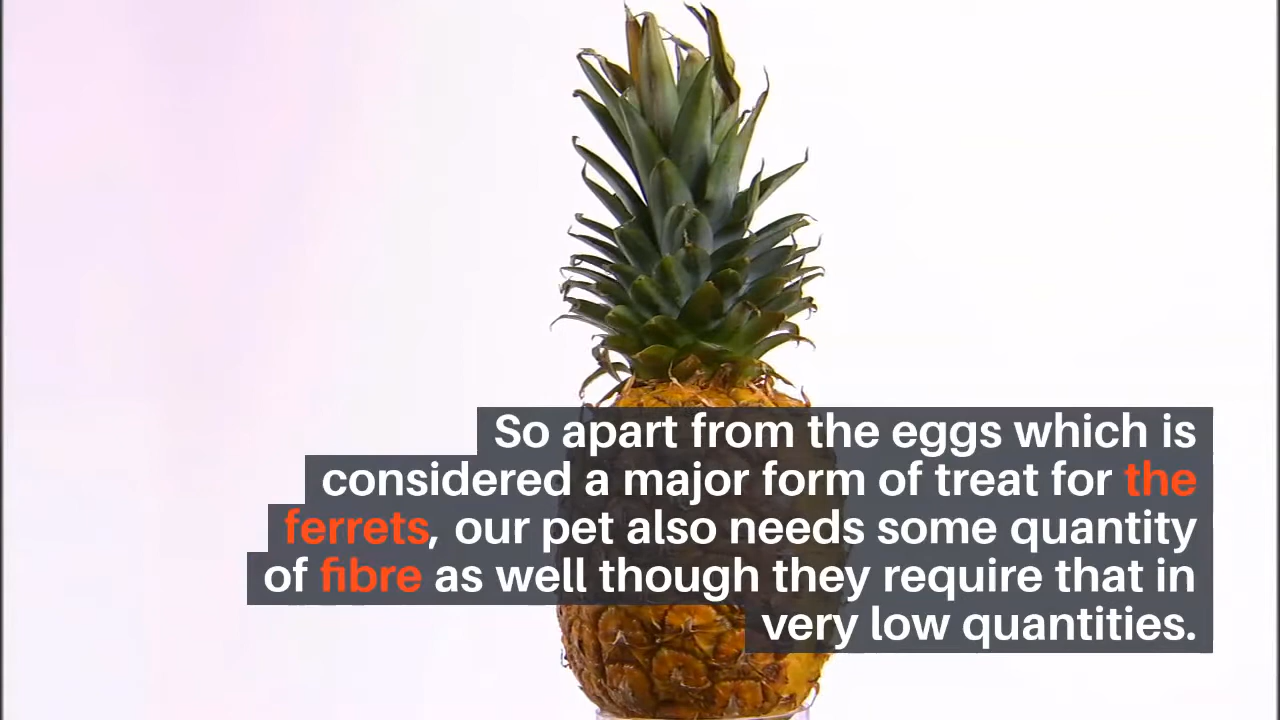 So apart from the eggs which is
considered a major form of treat for the
ferrets, our pet also needs some quantity
of fibre as well though they require that in
very low quantities.